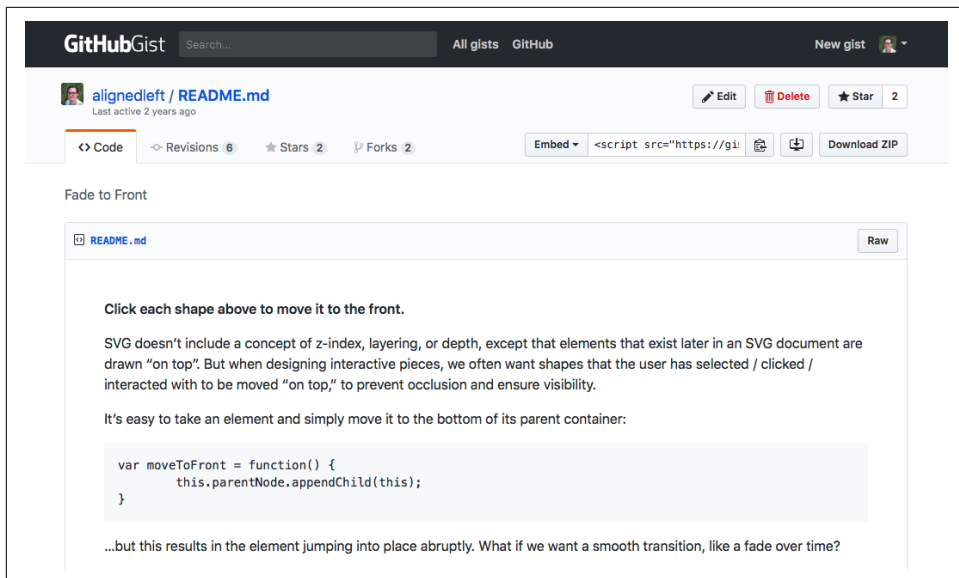 GitHubGist Search... All gists GitHub New gist
alignedleft / README.md Edit Delete Star 2
Last active 2 years ago
Code Revisions 6 Stars 2 Forks 2 Embed <script src="https://gi Download ZIP
Fade to Front
README.md Raw
Click each shape above to move it to the front.
SVG doesn’t include a concept of z-index, layering, or depth, except that elements that exist later in an SVG document are
drawn “on top”. But when designing interactive pieces, we often want shapes that the user has selected / clicked /
interacted with to be moved “on top,” to prevent occlusion and ensure visibility.
It’s easy to take an element and simply move it to the bottom of its parent container:
var moveToFront = function() {
        this.parentNode.appendChild(this);
}
...but this results in the element jumping into place abruptly. What if we want a smooth transition, like a fade over time?